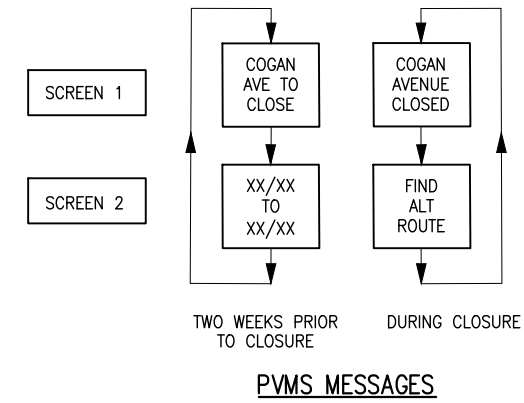 SCREEN 1
COGAN
AVE TO
CLOSE
COGAN
AVENUE
CLOSED
SCREEN 2
XX/XX
TO
XX/XX
FIND
ALT
ROUTE
TWO WEEKS PRIOR
TO CLOSURE
DURING CLOSURE
PVMS MESSAGES